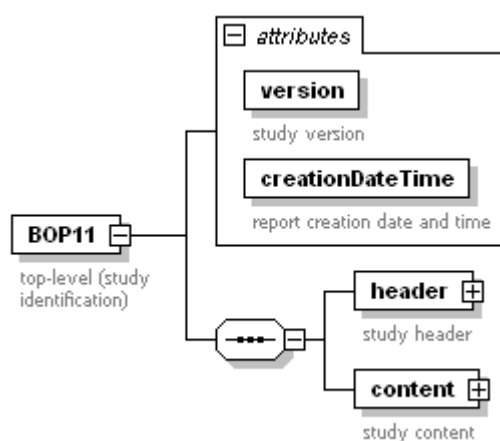 attributes
version
study version
creationDateTime
report creation date and time
BOP11
top-level (study
identification)
header
study header
content
study content